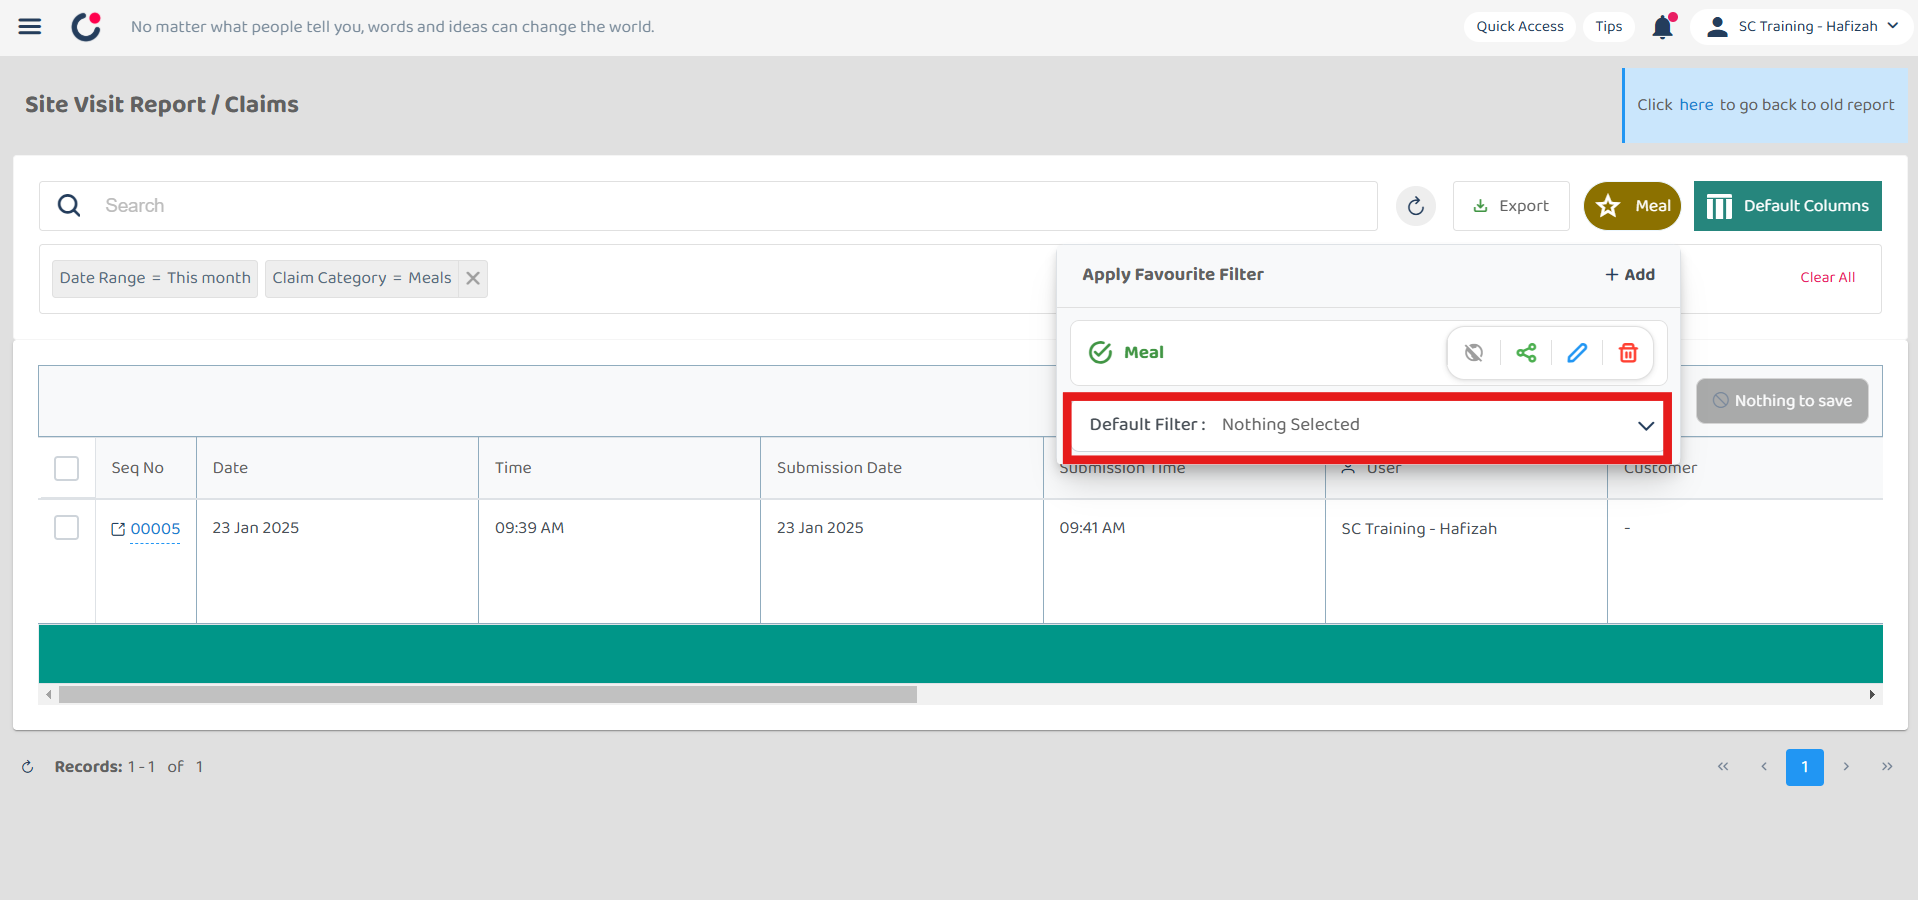 No matter what people tell you, words and ideas can change the world.
Quick Access
Tips
SC Training - Hafizah
Site Visit Report / Claims
Click here to go back to old report
Search
Export
Meal
Default Columns
Date Range = This month
Claim Category = Meals
Clear All
Apply Favourite Filter
+ Add
Meal
Default Filter : Nothing Selected
Nothing to save
Seq No
Date
Time
Submission Date
Submission Time
User
Customer
00005
23 Jan 2025
09:39 AM
23 Jan 2025
09:41 AM
SC Training - Hafizah
-
Records: 1 - 1 of 1
« ‹ 1 › »